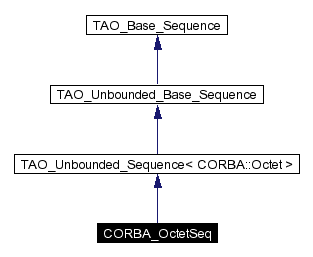 TAO_Base_Sequence
TAO_Unbounded_Base_Sequence
TAO_Unbounded_Sequence< CORBA::Octet >
CORBA_OctetSeq